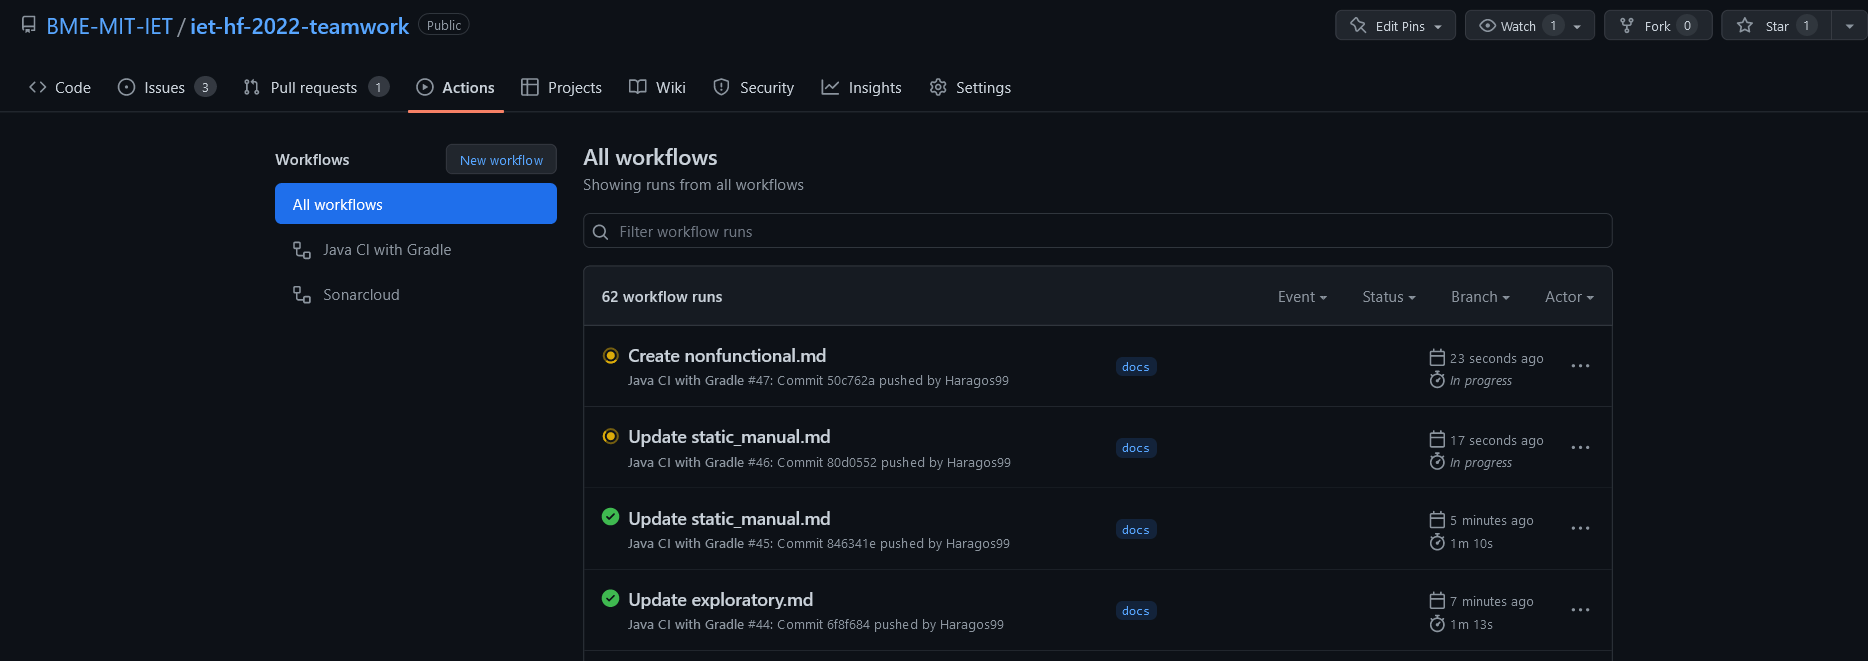 BME-MIT-IET / iet-hf-2022-teamwork Public Edit Pins Watch 1 Fork 0 Star 1
Code Issues 3 Pull requests 1 Actions Projects Wiki Security Insights Settings
Workflows New workflow
All workflows
Java CI with Gradle
Sonarcloud
All workflows
Showing runs from all workflows
Filter workflow runs
62 workflow runs Event Status Branch Actor
Create nonfunctional.md docs 23 seconds ago
Java CI with Gradle #47: Commit 50c762a pushed by Haragos99 In progress
Update static_manual.md docs 17 seconds ago
Java CI with Gradle #46: Commit 80d0552 pushed by Haragos99 In progress
Update static_manual.md docs 5 minutes ago
Java CI with Gradle #45: Commit 846341e pushed by Haragos99 1m 10s
Update exploratory.md docs 7 minutes ago
Java CI with Gradle #44: Commit 6f8f684 pushed by Haragos99 1m 13s